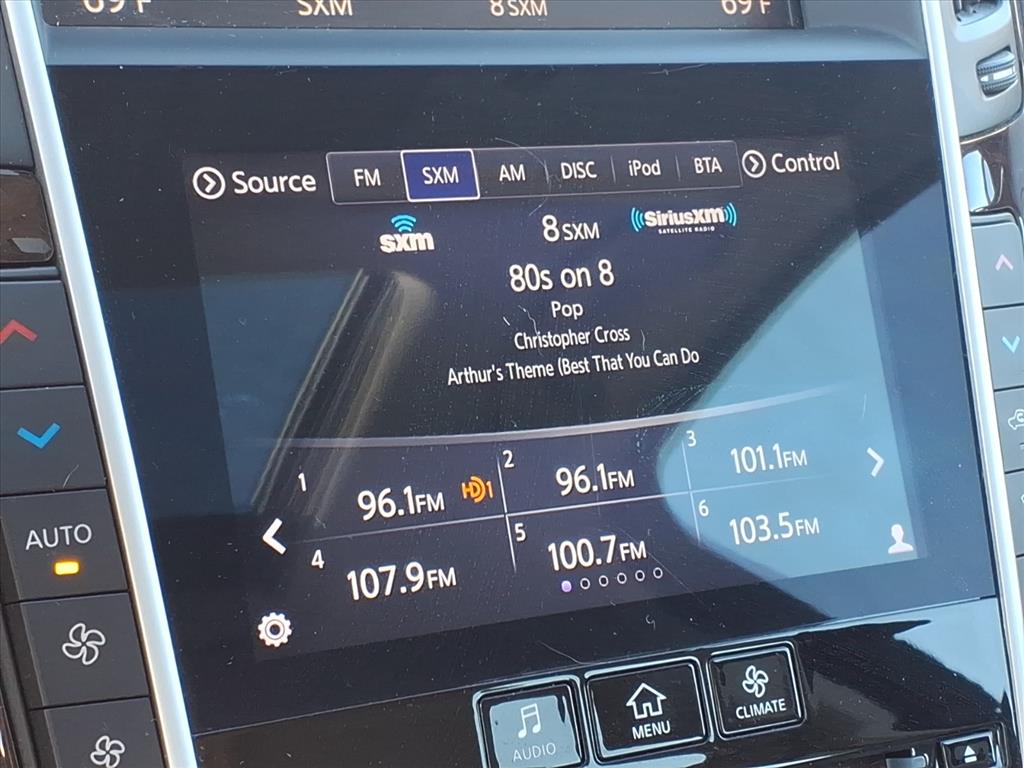 69°F SXM 8 SXM 69°F
Source FM SXM AM DISC iPod BTA Control
sxm 8 SXM ((SiriusXM))
SATELLITE RADIO
80s on 8
Pop
Christopher Cross
Arthur's Theme (Best That You Can Do
1 96.1FM HD1 2 96.1FM 3 101.1FM
4 107.9FM 5 100.7FM 6 103.5FM
AUTO
AUDIO MENU CLIMATE